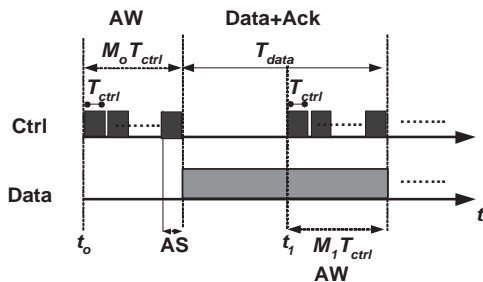 AW Data+Ack
MoTctrl Tdata
Tctrl Tctrl
Ctrl ........ ........ ........
Data ........
t
to AS t1 M1Tctrl
AW